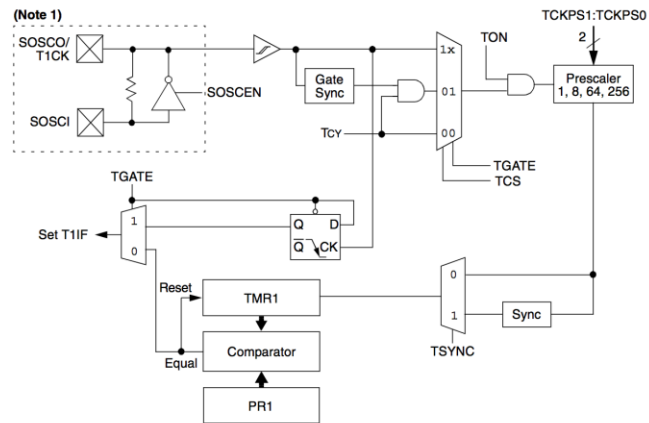 (Note 1)
SOSCO/
T1CK
SOSCI
SOSCEN
Gate
Sync
TCY
1x
01
00
TON
TCKPS1:TCKPS0
2
Prescaler
1, 8, 64, 256
TGATE
TCS
TGATE
Set T1IF
1
0
Q D
Q CK
Reset
TMR1
Equal
Comparator
PR1
0
1
Sync
TSYNC